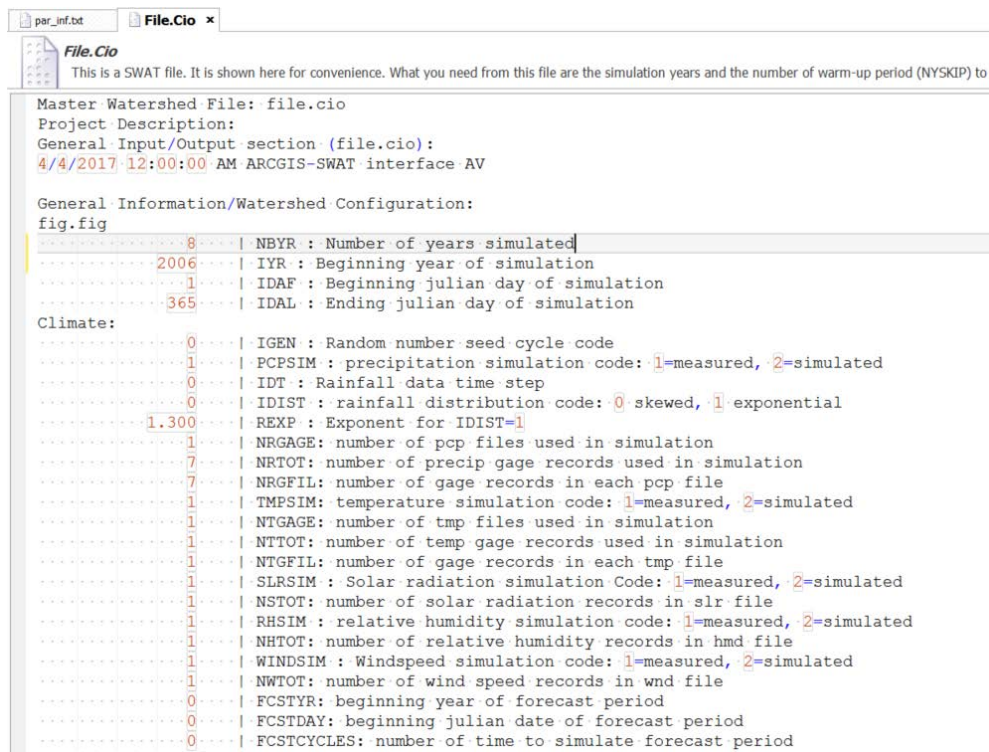 par_inf.txt
File.Cio ×
File.Cio
This is a SWAT file. It is shown here for convenience. What you need from this file are the simulation years and the number of warm-up period (NYSKIP) to
Master Watershed File: file.cio
Project Description:
General Input/Output section (file.cio):
4/4/2017 12:00:00 AM ARCGIS-SWAT interface AV
General Information/Watershed Configuration:
fig.fig
8 | NBYR : Number of years simulated
2006 | IYR : Beginning year of simulation
1 | IDAF : Beginning julian day of simulation
365 | IDAL : Ending julian day of simulation
Climate:
0 | IGEN : Random number seed cycle code
1 | PCPSIM : precipitation simulation code: 1=measured, 2=simulated
0 | IDT : Rainfall data time step
0 | IDIST : rainfall distribution code: 0 skewed, 1 exponential
1.300 | REXP : Exponent for IDIST=1
1 | NRGAGE: number of pcp files used in simulation
7 | NRTOT: number of precip gage records used in simulation
7 | NRGFIL: number of gage records in each pcp file
1 | TMPSIM: temperature simulation code: 1=measured, 2=simulated
1 | NTGAGE: number of tmp files used in simulation
1 | NTTOT: number of temp gage records used in simulation
1 | NTGFIL: number of gage records in each tmp file
1 | SLRSIM : Solar radiation simulation Code: 1=measured, 2=simulated
1 | NSTOT: number of solar radiation records in slr file
1 | RHSIM : relative humidity simulation code: 1=measured, 2=simulated
1 | NHTOT: number of relative humidity records in hmd file
1 | WINDSIM : Windspeed simulation code: 1=measured, 2=simulated
1 | NWTOT: number of wind speed records in wnd file
0 | FCSTYR: beginning year of forecast period
0 | FCSTDAY: beginning julian date of forecast period
0 | FCSTCYCLES: number of time to simulate forecast period